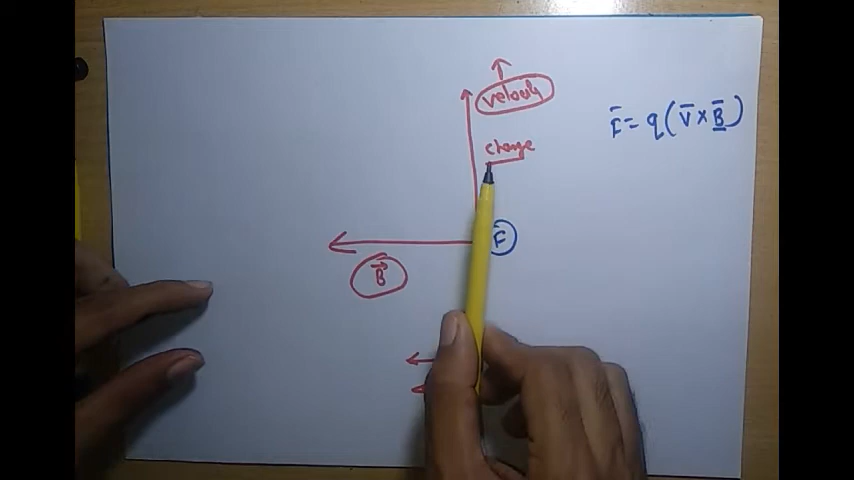 velocity
F̄ = q(V̄ × B̄)
charge
F
B⃗